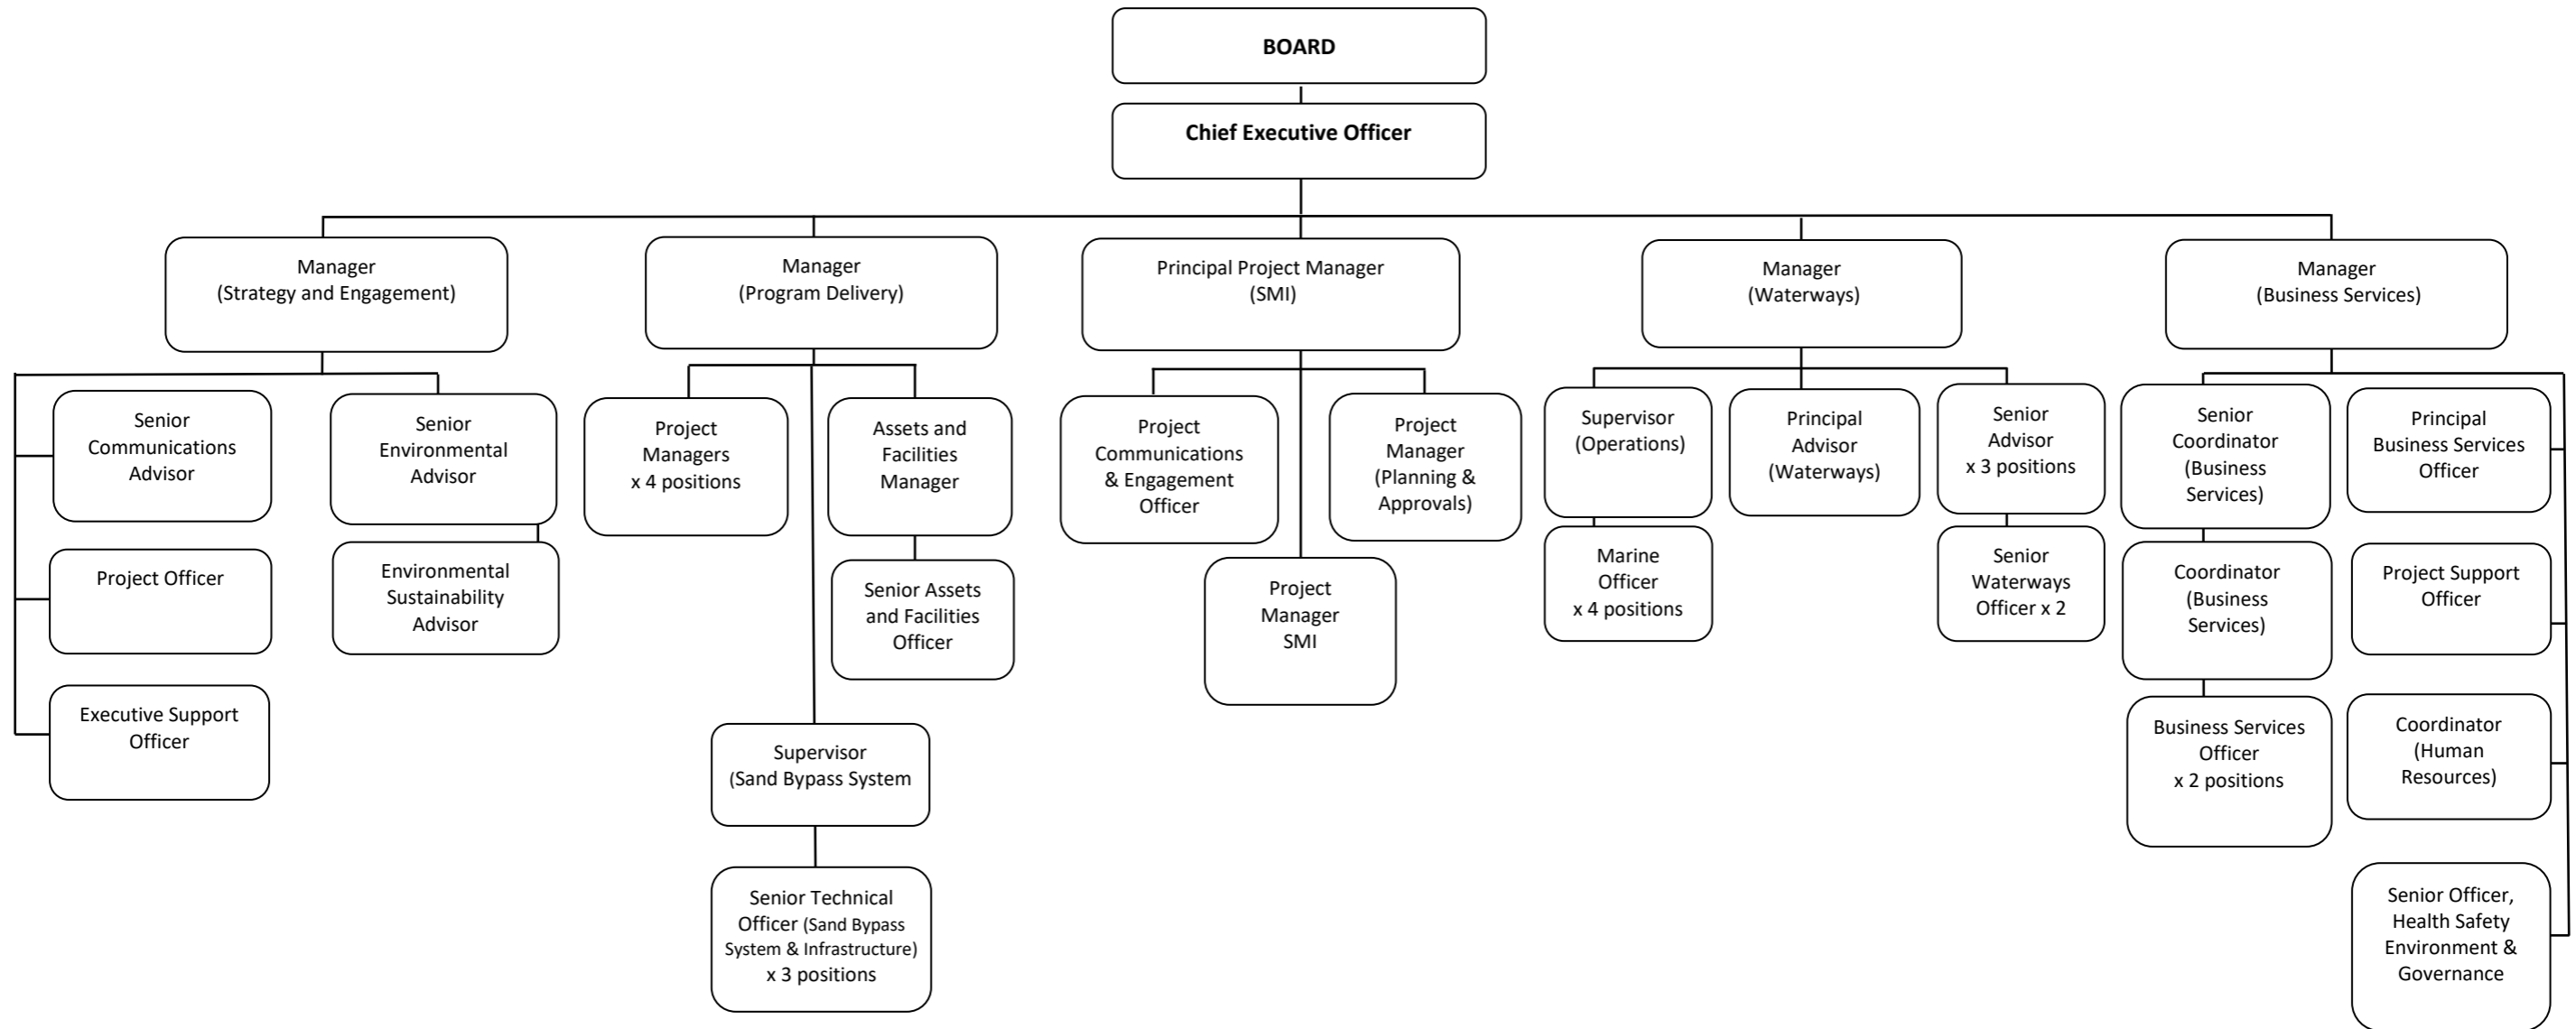 BOARD
Chief Executive Officer
Manager
(Strategy and Engagement)
Manager
(Program Delivery)
Principal Project Manager
(SMI)
Manager
(Waterways)
Manager
(Business Services)
Senior
Communications
Advisor
Senior
Environmental
Advisor
Project Officer
Environmental
Sustainability
Advisor
Executive Support
Officer
Project
Managers
x 4 positions
Assets and
Facilities
Manager
Senior Assets
and Facilities
Officer
Supervisor
(Sand Bypass System
Senior Technical
Officer (Sand Bypass
System & Infrastructure)
x 3 positions
Project
Communications
& Engagement
Officer
Project
Manager
(Planning &
Approvals)
Project
Manager
SMI
Supervisor
(Operations)
Principal
Advisor
(Waterways)
Senior
Advisor
x 3 positions
Marine
Officer
x 4 positions
Senior
Waterways
Officer x 2
Senior
Coordinator
(Business
Services)
Principal
Business Services
Officer
Coordinator
(Business
Services)
Project Support
Officer
Business Services
Officer
x 2 positions
Coordinator
(Human
Resources)
Senior Officer,
Health Safety
Environment &
Governance